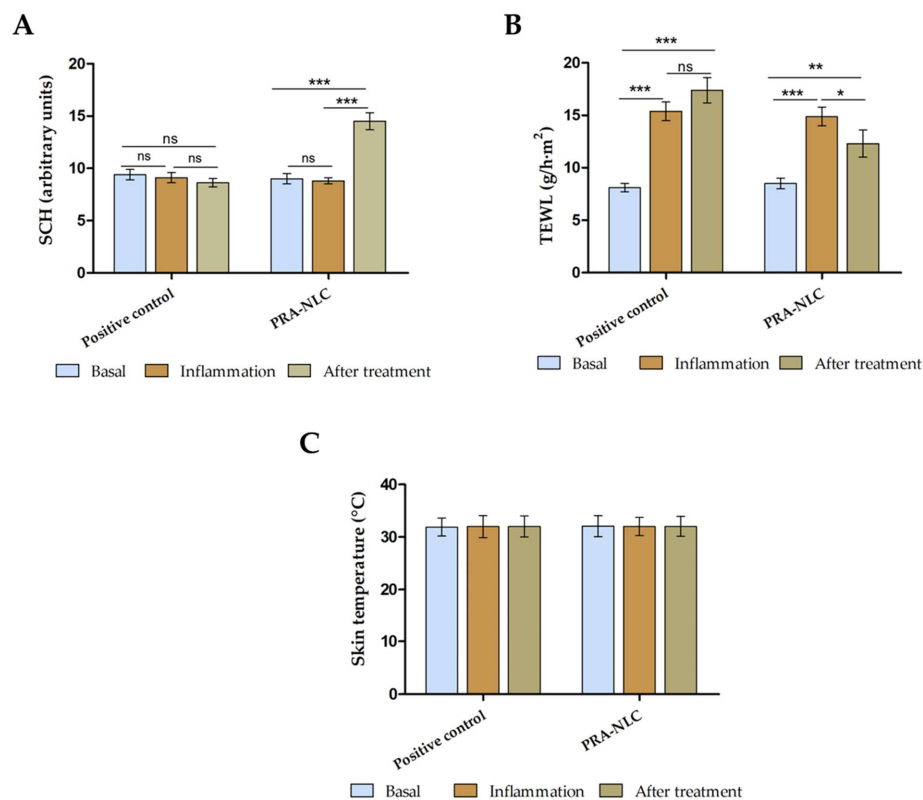 A
SCH (arbitrary units)
20
15
10
5
0
ns
ns
ns
***
***
ns
Positive control
PRA-NLC
Basal
Inflammation
After treatment
B
TEWL (g/h·m²)
20
15
10
5
0
***
ns
***
**
***
*
Positive control
PRA-NLC
Basal
Inflammation
After treatment
C
Skin temperature (°C)
40
30
20
10
0
Positive control
PRA-NLC
Basal
Inflammation
After treatment